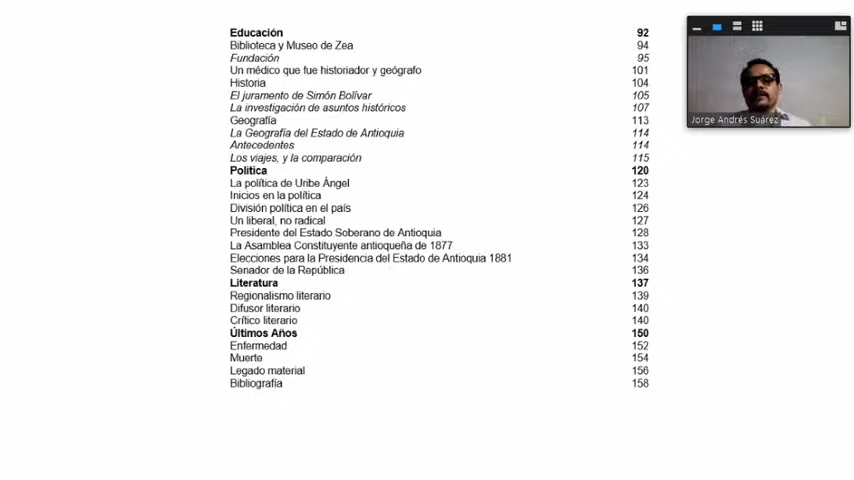 Educación 92
Biblioteca y Museo de Zea 94
Fundación 95
Un médico que fue historiador y geógrafo 101
Historia 104
El juramento de Simón Bolívar 105
La investigación de asuntos históricos 107
Geografía 113
La Geografía del Estado de Antioquia 114
Antecedentes 114
Los viajes, y la comparación 115
Política 120
La política de Uribe Ángel 123
Inicios en la política 124
División política en el país 126
Un liberal, no radical 127
Presidente del Estado Soberano de Antioquia 128
La Asamblea Constituyente antioqueña de 1877 133
Elecciones para la Presidencia del Estado de Antioquia 1881 134
Senador de la República 136
Literatura 137
Regionalismo literario 139
Difusor literario 140
Crítico literario 140
Últimos Años 150
Enfermedad 152
Muerte 154
Legado material 156
Bibliografía 158
Jorge Andrés Suárez